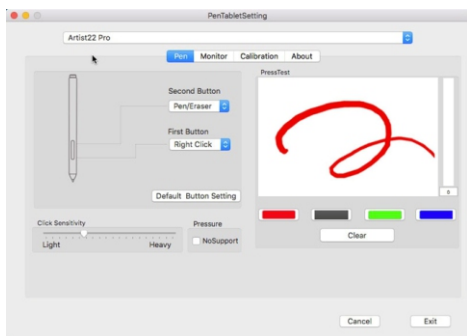 PenTabletSetting
Artist22 Pro
Pen Monitor Calibration About
Second Button
Pen/Eraser
First Button
Right Click
Default Button Setting
Click Sensitivity
Light Heavy
Pressure
NoSupport
PressTest
6
Clear
Cancel Exit